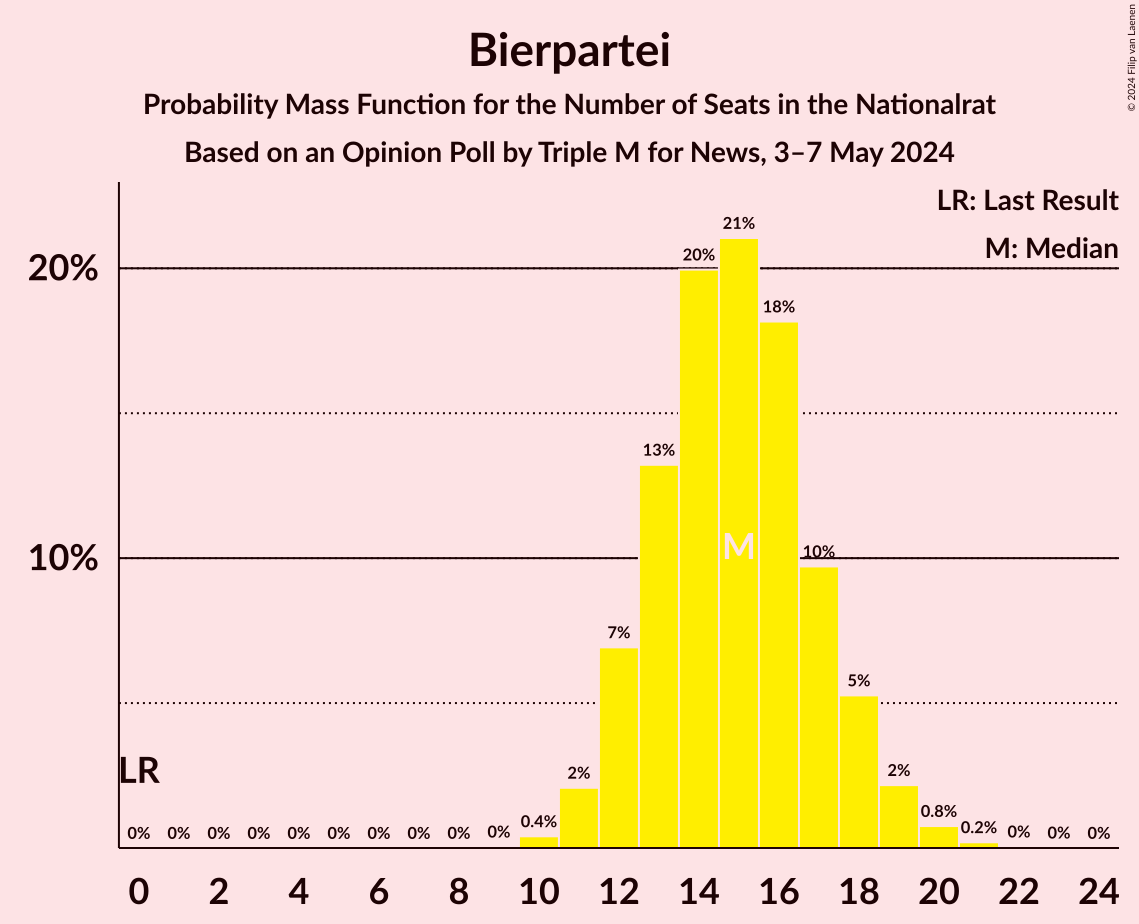 Bierpartei
Probability Mass Function for the Number of Seats in the Nationalrat
Based on an Opinion Poll by Triple M for News, 3–7 May 2024
© 2024 Filip van Laenen
LR: Last Result
M: Median
20%
10%
LR
M
0% 0% 0% 0% 0% 0% 0% 0% 0% 0% 0.4% 2% 7% 13% 20% 21% 18% 10% 5% 2% 0.8% 0.2% 0% 0% 0%
0 2 4 6 8 10 12 14 16 18 20 22 24